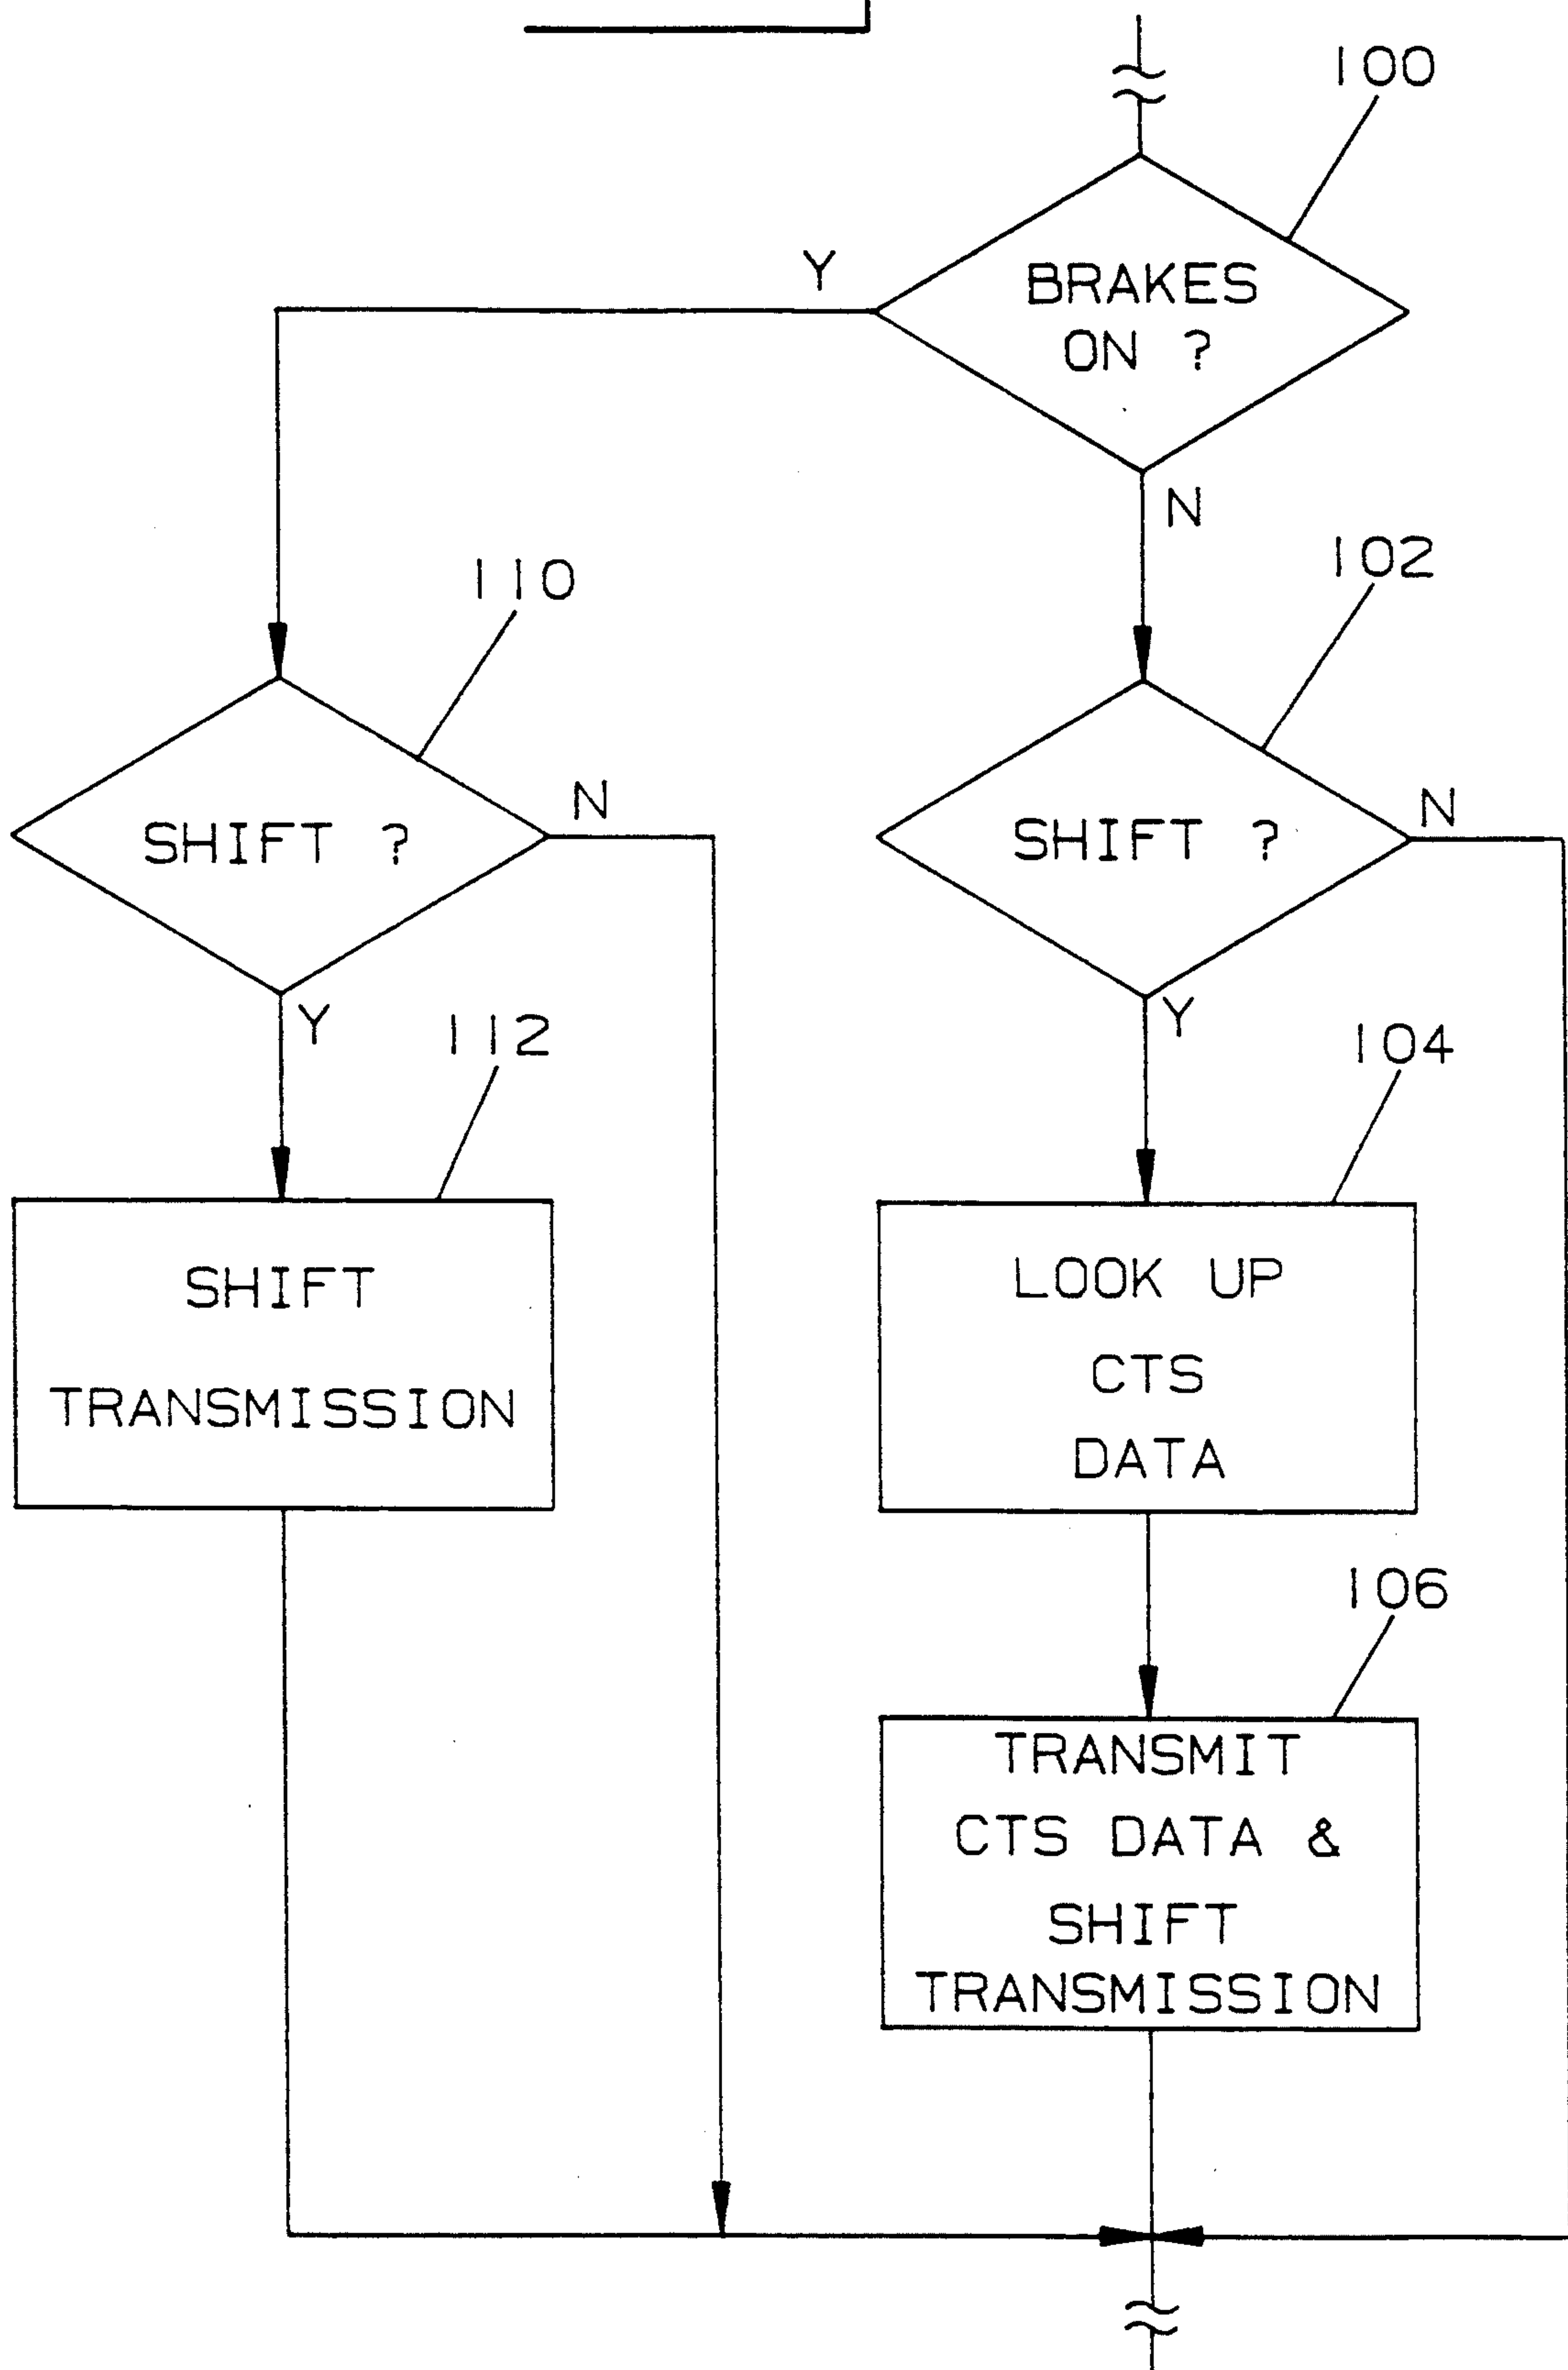 100
BRAKES
ON ?
Y
N
102
110
SHIFT ?
N
Y
SHIFT ?
N
Y
112
104
SHIFT
TRANSMISSION
LOOK UP
CTS
DATA
106
TRANSMIT
CTS DATA &
SHIFT
TRANSMISSION